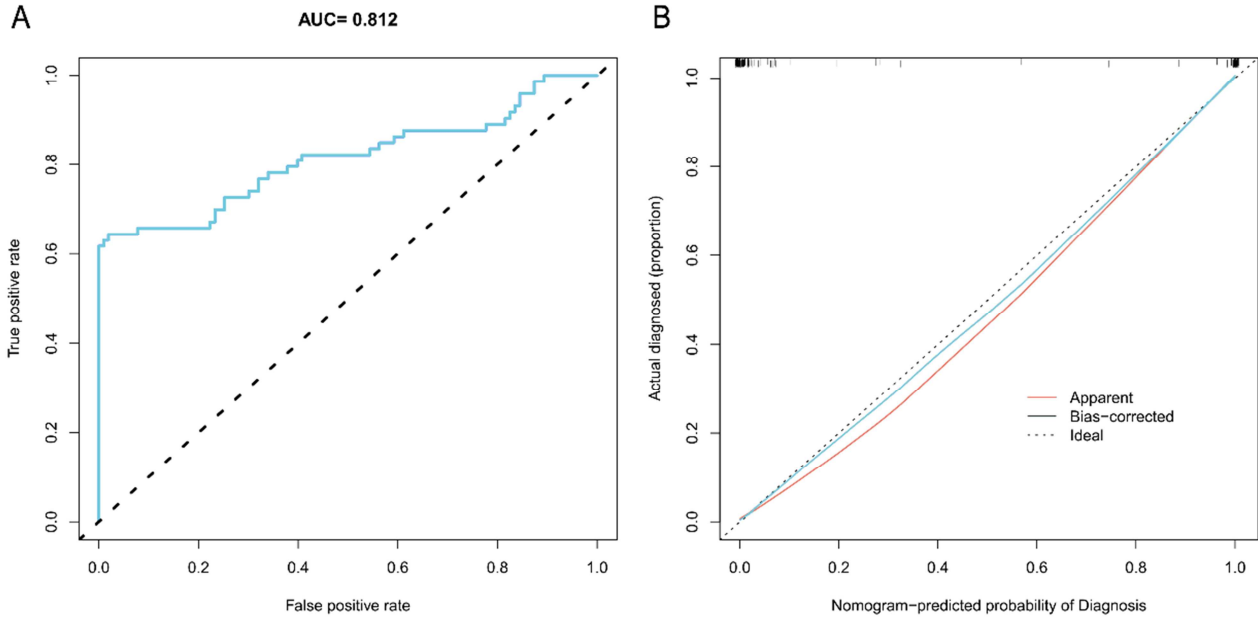 A
AUC= 0.812
True positive rate
1.0
0.8
0.6
0.4
0.2
0.0
0.0 0.2 0.4 0.6 0.8 1.0
False positive rate
B
Actual diagnosed (proportion)
1.0
0.8
0.6
0.4
0.2
0.0
Apparent
Bias−corrected
Ideal
0.0 0.2 0.4 0.6 0.8 1.0
Nomogram−predicted probability of Diagnosis